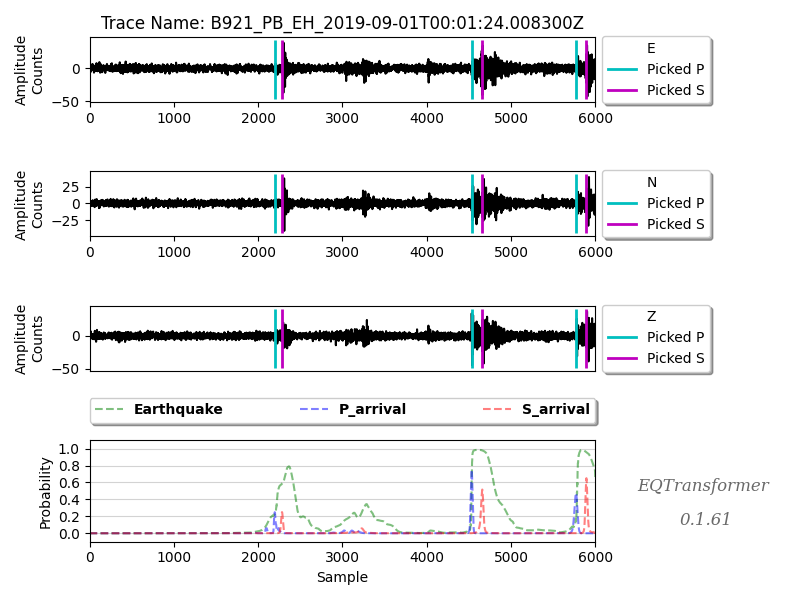 Trace Name: B921_PB_EH_2019-09-01T00:01:24.008300Z
Amplitude
Counts
0
−50
0 1000 2000 3000 4000 5000 6000
E
Picked P
Picked S
Amplitude
Counts
25
0
−25
0 1000 2000 3000 4000 5000 6000
N
Picked P
Picked S
Amplitude
Counts
0
−50
0 1000 2000 3000 4000 5000 6000
Z
Picked P
Picked S
Earthquake P_arrival S_arrival
Probability
1.0
0.8
0.6
0.4
0.2
0.0
0 1000 2000 3000 4000 5000 6000
Sample
EQTransformer
0.1.61